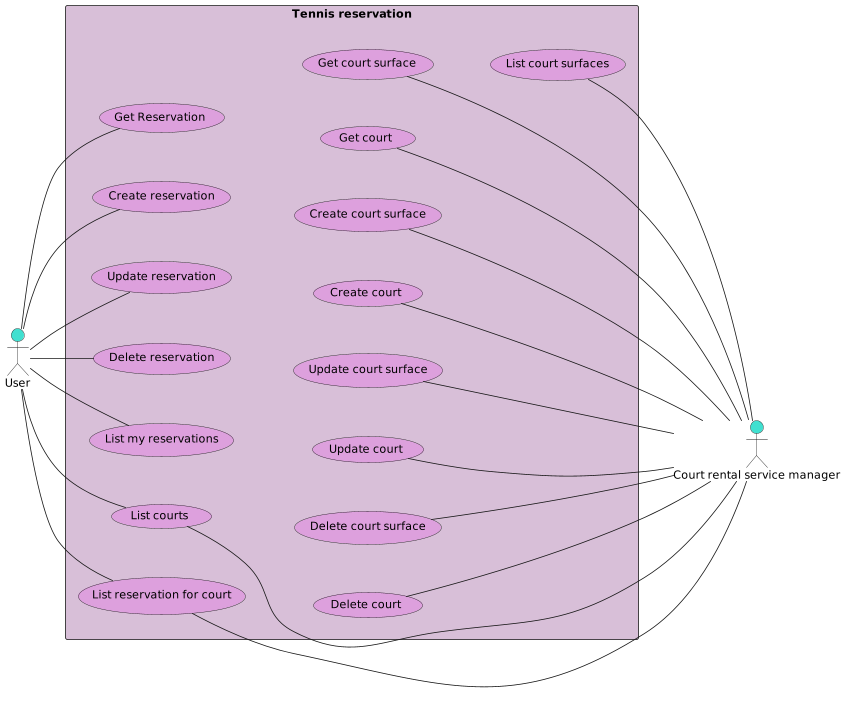 Tennis reservation
Get court surface
List court surfaces
Get Reservation
Get court
Create reservation
Create court surface
Update reservation
Create court
User
Delete reservation
Update court surface
List my reservations
Update court
Court rental service manager
List courts
Delete court surface
List reservation for court
Delete court